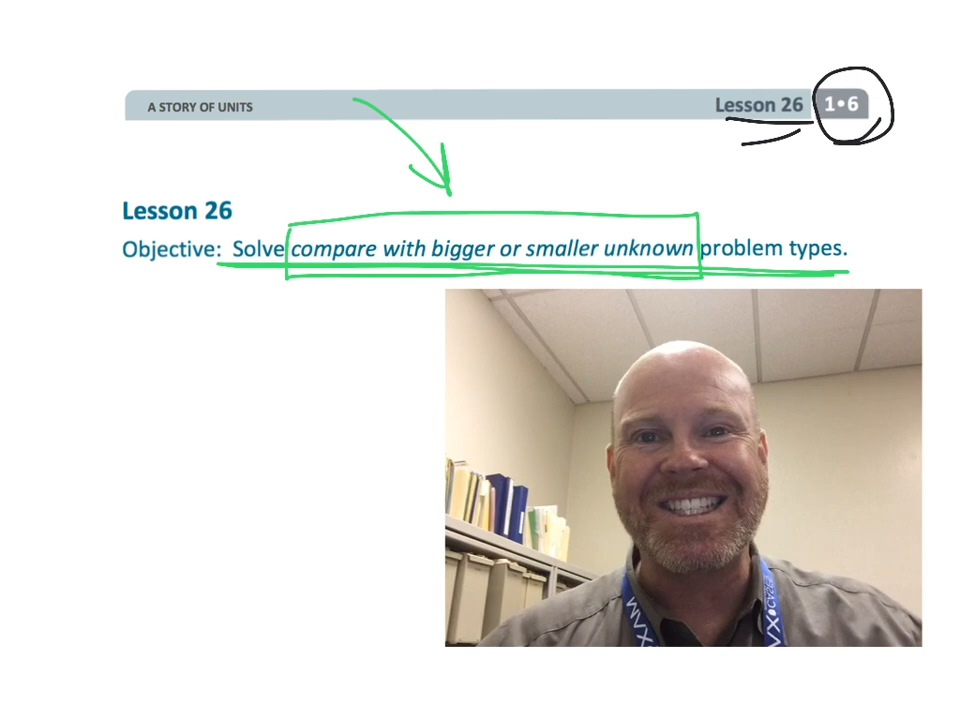 A STORY OF UNITS
Lesson 26 1•6
Lesson 26
Objective: Solve compare with bigger or smaller unknown problem types.